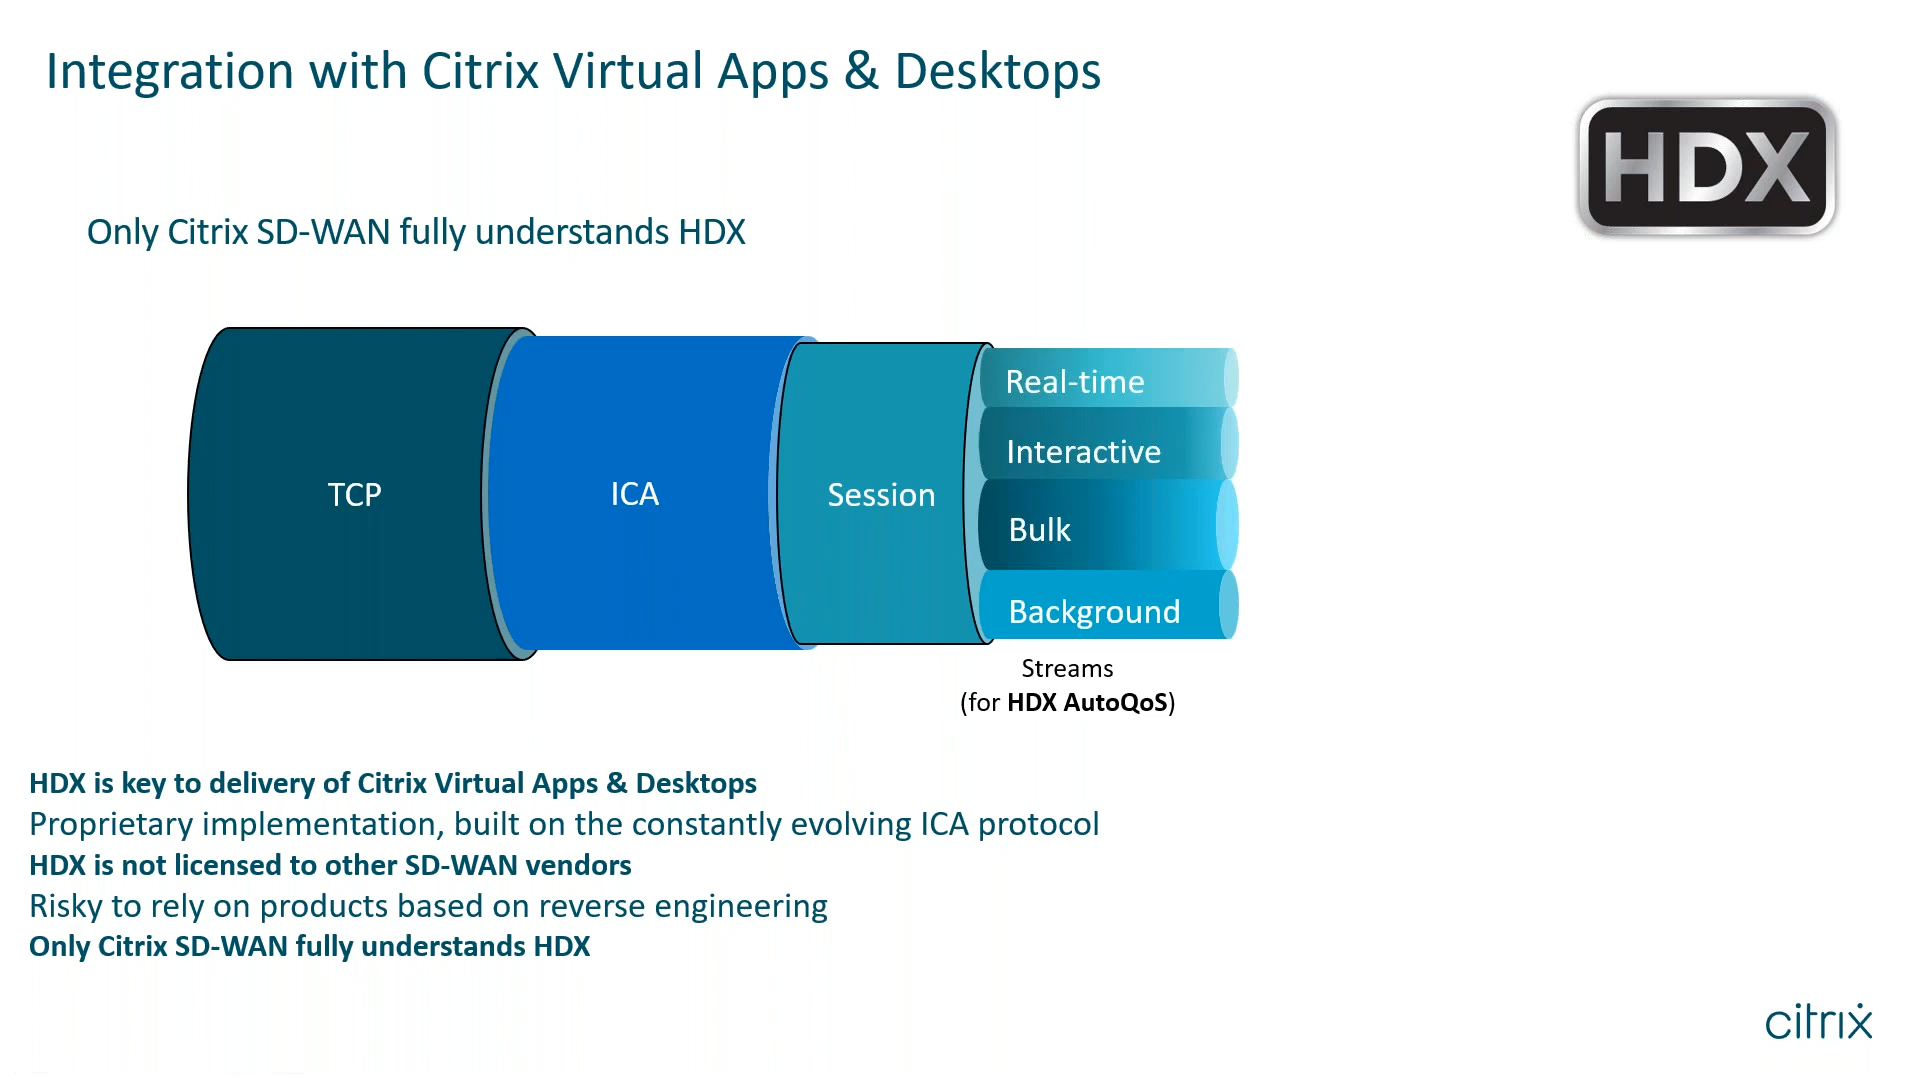 Integration with Citrix Virtual Apps & Desktops
HDX
Only Citrix SD-WAN fully understands HDX
TCP
ICA
Session
Real-time
Interactive
Bulk
Background
Streams
(for HDX AutoQoS)
HDX is key to delivery of Citrix Virtual Apps & Desktops
Proprietary implementation, built on the constantly evolving ICA protocol
HDX is not licensed to other SD-WAN vendors
Risky to rely on products based on reverse engineering
Only Citrix SD-WAN fully understands HDX
citrix